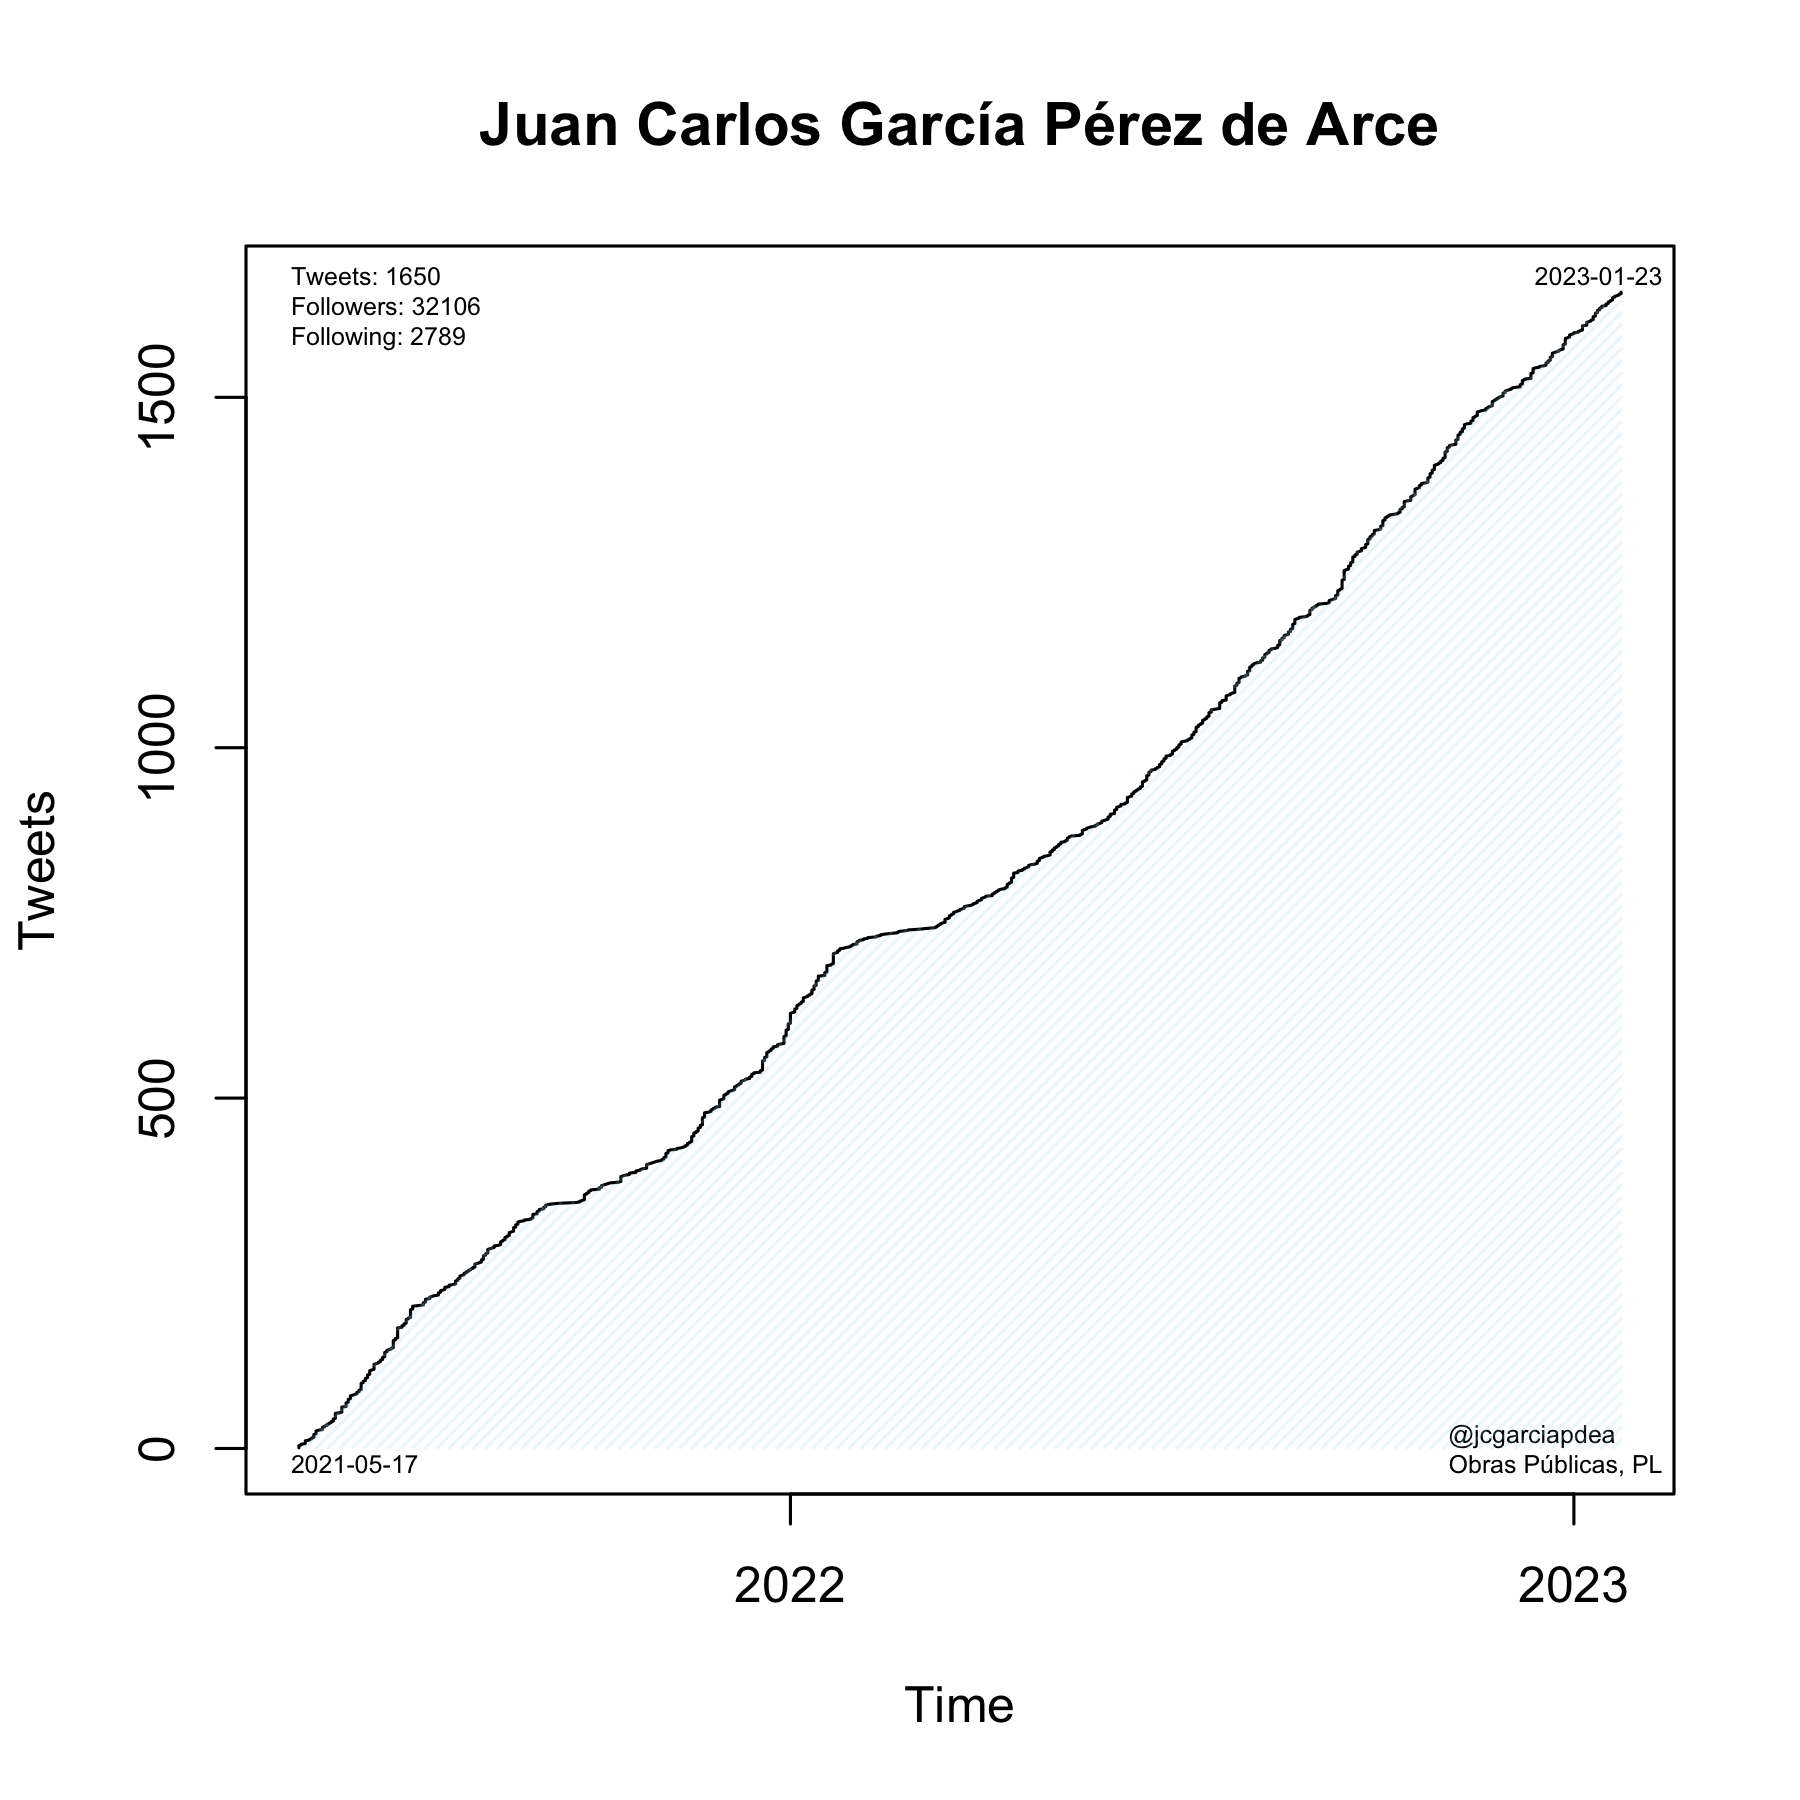 Juan Carlos García Pérez de Arce
Tweets: 1650
Followers: 32106
Following: 2789
2023-01-23
1500
1000
500
0
Tweets
2021-05-17
@jcgarciapdea
Obras Públicas, PL
2022
2023
Time